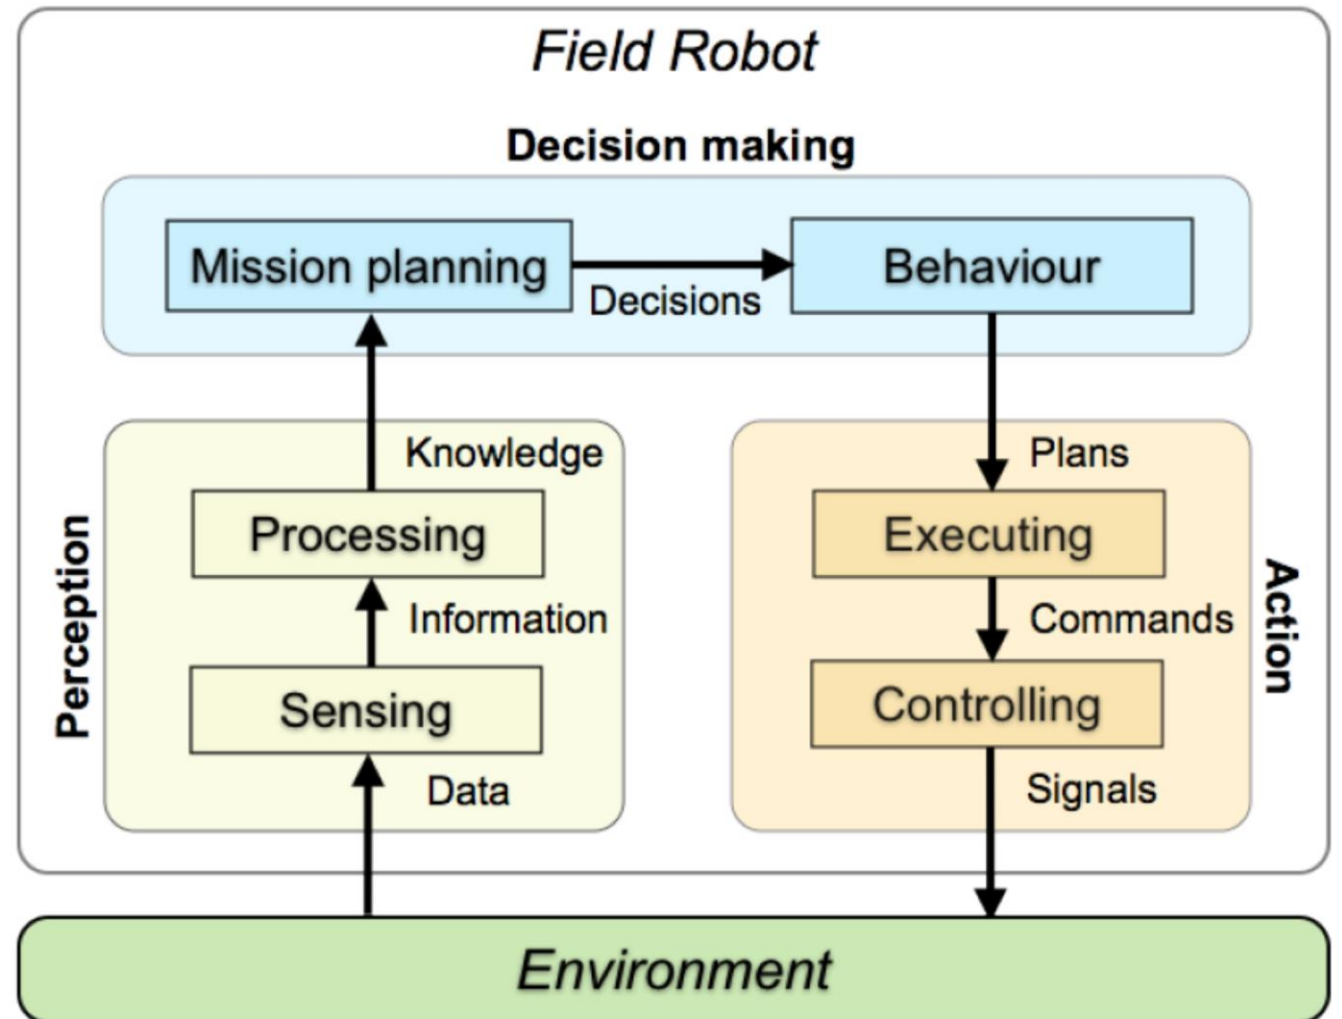 Field Robot
Decision making
Mission planning
Decisions
Behaviour
Perception
Knowledge
Processing
Information
Sensing
Data
Plans
Executing
Commands
Controlling
Signals
Action
Environment